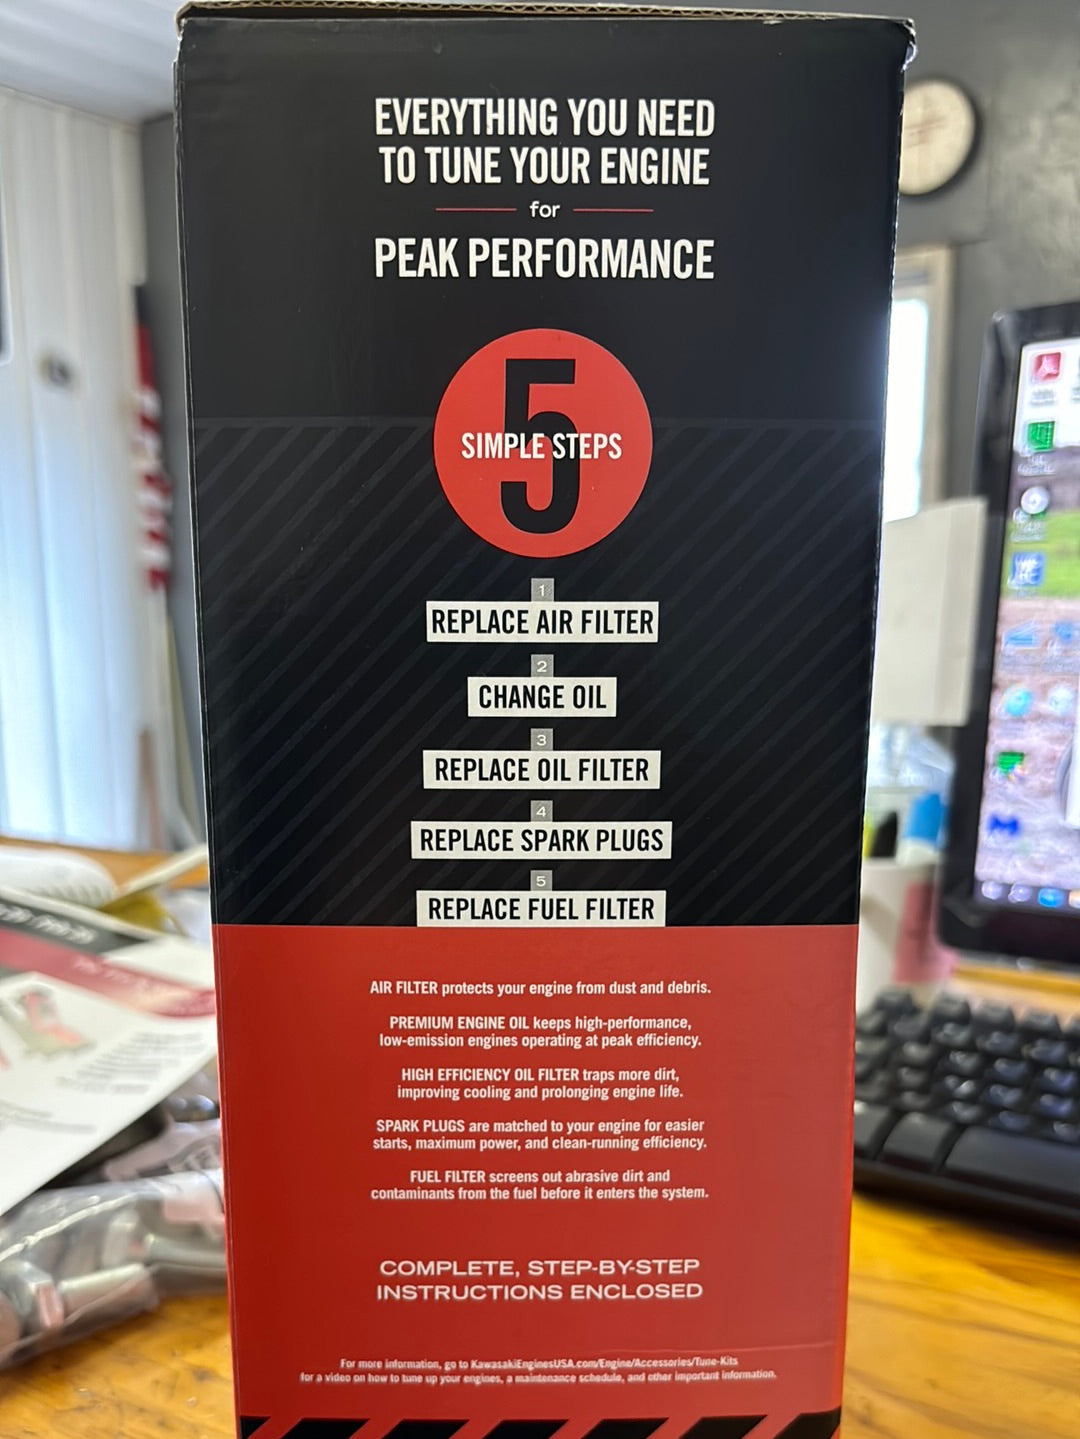 EVERYTHING YOU NEED
TO TUNE YOUR ENGINE
for
PEAK PERFORMANCE
5
SIMPLE STEPS
1
REPLACE AIR FILTER
2
CHANGE OIL
3
REPLACE OIL FILTER
4
REPLACE SPARK PLUGS
5
REPLACE FUEL FILTER
AIR FILTER protects your engine from dust and debris.
PREMIUM ENGINE OIL keeps high-performance,
low-emission engines operating at peak efficiency.
HIGH EFFICIENCY OIL FILTER traps more dirt,
improving cooling and prolonging engine life.
SPARK PLUGS are matched to your engine for easier
starts, maximum power, and clean-running efficiency.
FUEL FILTER screens out abrasive dirt and
contaminants from the fuel before it enters the system.
COMPLETE, STEP-BY-STEP
INSTRUCTIONS ENCLOSED
For more information, go to KawasakiEnginesUSA.com/Engine/Accessories/Tune-Kits
for a video on how to tune up your engines, a maintenance schedule, and other important information.